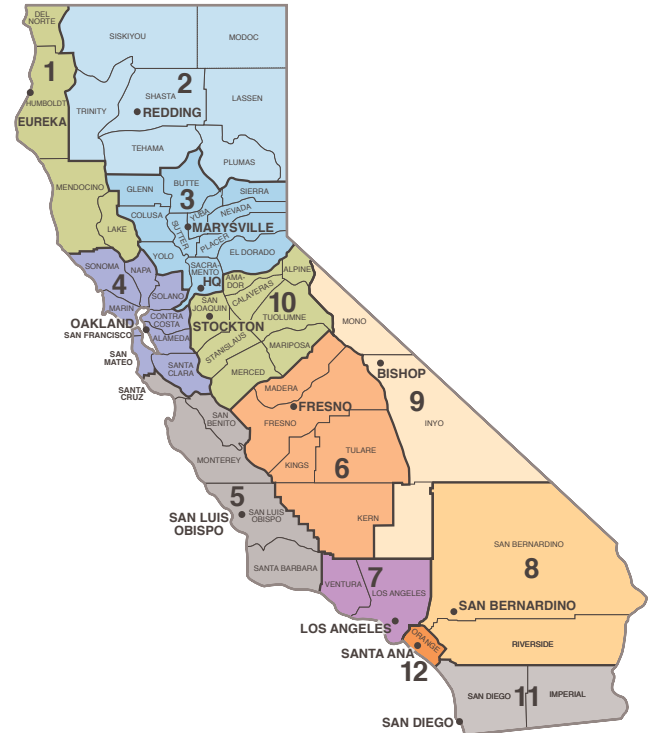 DEL
NORTE
SISKIYOU
MODOC
1
HUMBOLDT
EUREKA
2
TRINITY
SHASTA
REDDING
LASSEN
TEHAMA
PLUMAS
MENDOCINO
LAKE
GLENN
BUTTE
3
SIERRA
COLUSA
YUBA
NEVADA
SUTTER
MARYSVILLE
PLACER
YOLO
EL DORADO
SACRA-
MENTO
HQ
SONOMA
NAPA
4
SOLANO
MARIN
OAKLAND
SAN FRANCISCO
CONTRA
COSTA
ALAMEDA
SAN
MATEO
SANTA
CLARA
SANTA
CRUZ
ALPINE
AMA-
DOR
CALAVERAS
10
SAN
JOAQUIN
STOCKTON
TUOLUMNE
STANISLAUS
MARIPOSA
MERCED
MONO
BISHOP
9
INYO
MADERA
FRESNO
FRESNO
TULARE
KINGS
6
KERN
SAN
BENITO
MONTEREY
5
SAN LUIS
OBISPO
SAN LUIS
OBISPO
SANTA BARBARA
VENTURA
7
LOS ANGELES
LOS ANGELES
SAN BERNARDINO
8
SAN BERNARDINO
RIVERSIDE
ORANGE
SANTA ANA
12
SAN DIEGO
11
IMPERIAL
SAN DIEGO